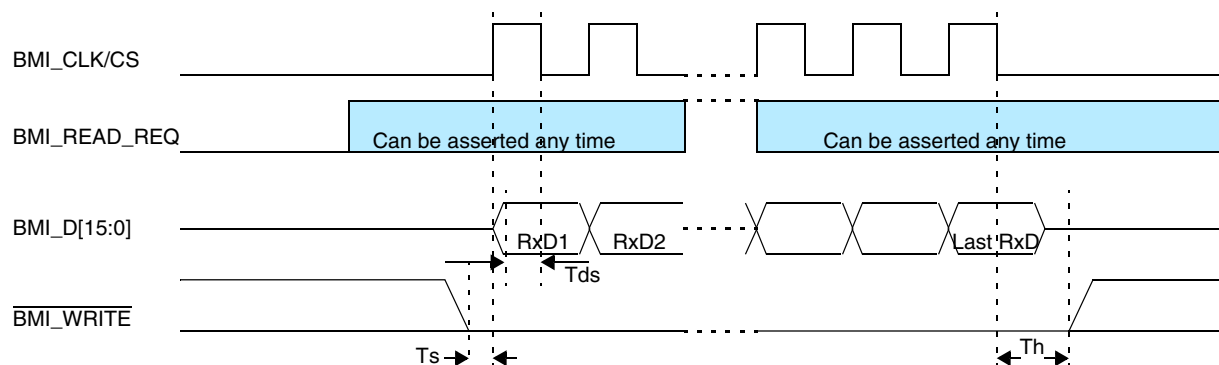 BMI_CLK/CS
BMI_READ_REQ
Can be asserted any time
Can be asserted any time
BMI_D[15:0]
RxD1
RxD2
Last RxD
Tds
BMI_WRITE
Ts
Th